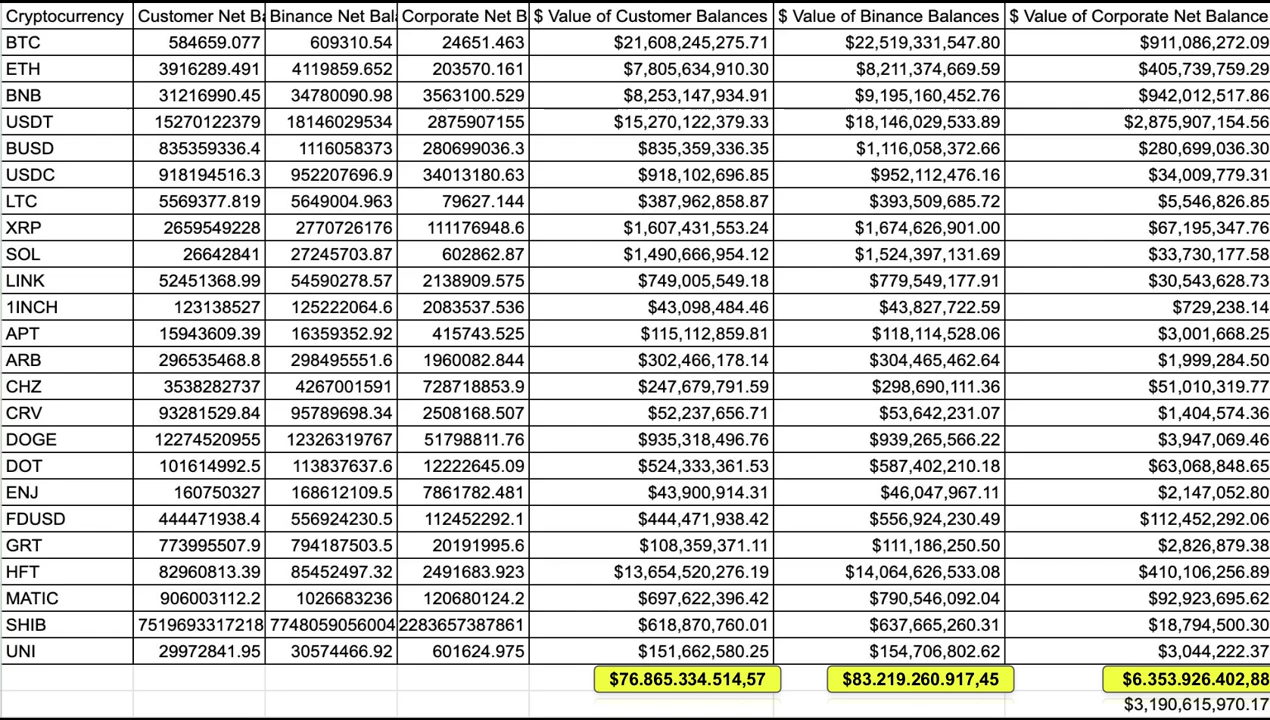 Cryptocurrency Customer Net Ba Binance Net Bal Corporate Net B $ Value of Customer Balances $ Value of Binance Balances $ Value of Corporate Net Balance
BTC 584659.077 609310.54 24651.463 $21,608,245,275.71 $22,519,331,547.80 $911,086,272.09
ETH 3916289.491 4119859.652 203570.161 $7,805,634,910.30 $8,211,374,669.59 $405,739,759.29
BNB 31216990.45 34780090.98 3563100.529 $8,253,147,934.91 $9,195,160,452.76 $942,012,517.86
USDT 15270122379 18146029534 2875907155 $15,270,122,379.33 $18,146,029,533.89 $2,875,907,154.56
BUSD 835359336.4 1116058373 280699036.3 $835,359,336.35 $1,116,058,372.66 $280,699,036.30
USDC 918194516.3 952207696.9 34013180.63 $918,102,696.85 $952,112,476.16 $34,009,779.31
LTC 5569377.819 5649004.963 79627.144 $387,962,858.87 $393,509,685.72 $5,546,826.85
XRP 2659549228 2770726176 111176948.6 $1,607,431,553.24 $1,674,626,901.00 $67,195,347.76
SOL 26642841 27245703.87 602862.87 $1,490,666,954.12 $1,524,397,131.69 $33,730,177.58
LINK 52451368.99 54590278.57 2138909.575 $749,005,549.18 $779,549,177.91 $30,543,628.73
1INCH 123138527 125222064.6 2083537.536 $43,098,484.46 $43,827,722.59 $729,238.14
APT 15943609.39 16359352.92 415743.525 $115,112,859.81 $118,114,528.06 $3,001,668.25
ARB 296535468.8 298495551.6 1960082.844 $302,466,178.14 $304,465,462.64 $1,999,284.50
CHZ 3538282737 4267001591 728718853.9 $247,679,791.59 $298,690,111.36 $51,010,319.77
CRV 93281529.84 95789698.34 2508168.507 $52,237,656.71 $53,642,231.07 $1,404,574.36
DOGE 12274520955 12326319767 51798811.76 $935,318,496.76 $939,265,566.22 $3,947,069.46
DOT 101614992.5 113837637.6 12222645.09 $524,333,361.53 $587,402,210.18 $63,068,848.65
ENJ 160750327 168612109.5 7861782.481 $43,900,914.31 $46,047,967.11 $2,147,052.80
FDUSD 444471938.4 556924230.5 112452292.1 $444,471,938.42 $556,924,230.49 $112,452,292.06
GRT 773995507.9 794187503.5 20191995.6 $108,359,371.11 $111,186,250.50 $2,826,879.38
HFT 82960813.39 85452497.32 2491683.923 $13,654,520,276.19 $14,064,626,533.08 $410,106,256.89
MATIC 906003112.2 1026683236 120680124.2 $697,622,396.42 $790,546,092.04 $92,923,695.62
SHIB 7519693317218 7748059056004 2283657387861 $618,870,760.01 $637,665,260.31 $18,794,500.30
UNI 29972841.95 30574466.92 601624.975 $151,662,580.25 $154,706,802.62 $3,044,222.37
$76.865.334.514,57 $83.219.260.917,45 $6.353.926.402,88
$3,190,615,970.17